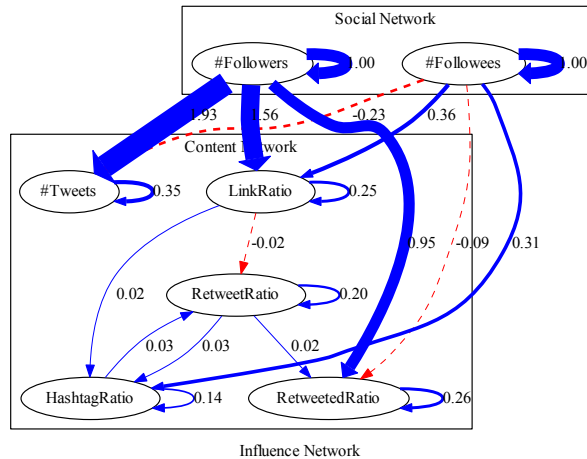 Social Network
#Followers
1.00
#Followees
1.00
1.93
1.56
-0.23
0.36
Content Network
#Tweets
0.35
LinkRatio
0.25
-0.02
0.95
-0.09
0.31
0.02
RetweetRatio
0.20
0.03
0.03
0.02
HashtagRatio
0.14
RetweetedRatio
0.26
Influence Network